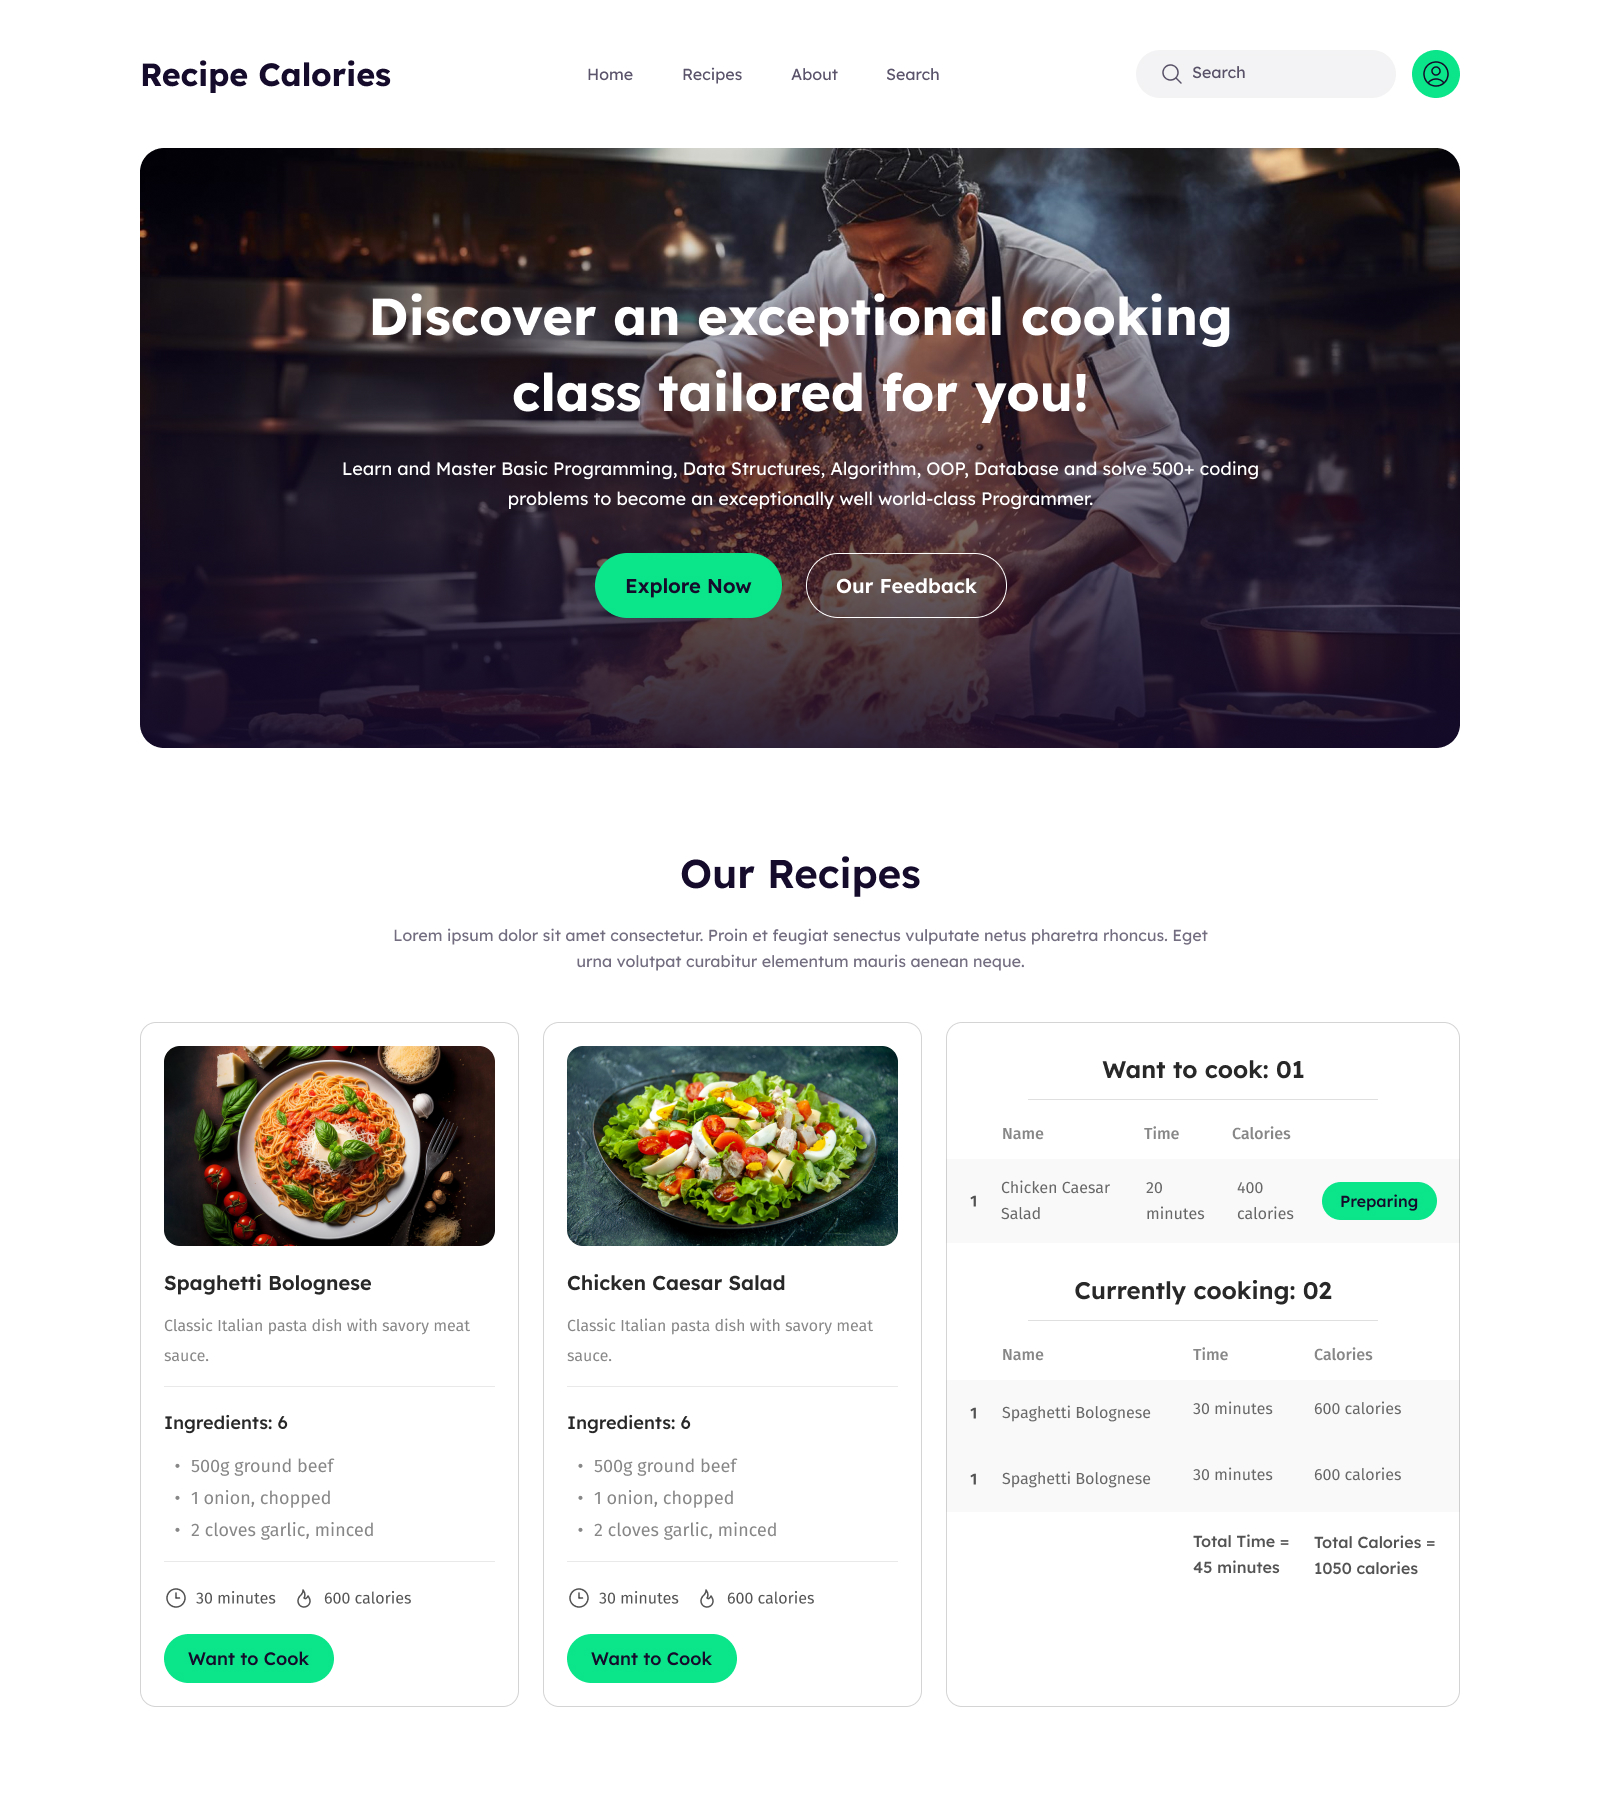 Recipe Calories
Home
Recipes
About
Search
Search
Discover an exceptional cooking
class tailored for you!
Learn and Master Basic Programming, Data Structures, Algorithm, OOP, Database and solve 500+ coding
problems to become an exceptionally well world-class Programmer.
Explore Now
Our Feedback
Our Recipes
Lorem ipsum dolor sit amet consectetur. Proin et feugiat senectus vulputate netus pharetra rhoncus. Eget
urna volutpat curabitur elementum mauris aenean neque.
Spaghetti Bolognese
Classic Italian pasta dish with savory meat
sauce.
Ingredients: 6
• 500g ground beef
• 1 onion, chopped
• 2 cloves garlic, minced
30 minutes
600 calories
Want to Cook
Chicken Caesar Salad
Classic Italian pasta dish with savory meat
sauce.
Ingredients: 6
• 500g ground beef
• 1 onion, chopped
• 2 cloves garlic, minced
30 minutes
600 calories
Want to Cook
Want to cook: 01
Name Time Calories
1
Chicken Caesar
Salad
20
minutes
400
calories
Preparing
Currently cooking: 02
Name Time Calories
1 Spaghetti Bolognese 30 minutes 600 calories
1 Spaghetti Bolognese 30 minutes 600 calories
Total Time =
45 minutes
Total Calories =
1050 calories